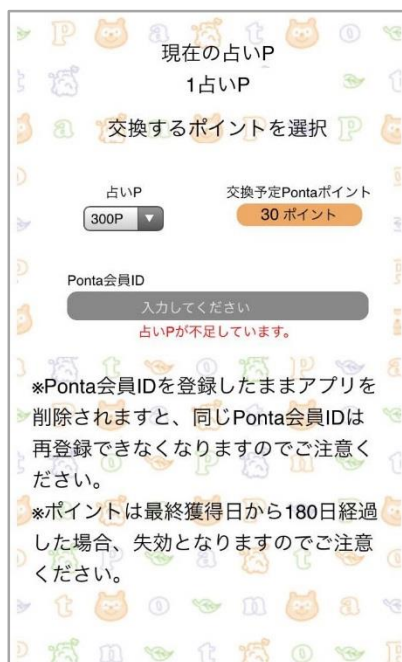 現在の占いP
1占いP
交換するポイントを選択
占いP 交換予定Pontaポイント
300P ▼ 30 ポイント
Ponta会員ID
入力してください
占いPが不足しています。
※Ponta会員IDを登録したままアプリを
削除されますと、同じPonta会員IDは
再登録できなくなりますのでご注意く
ださい。
※ポイントは最終獲得日から180日経過
した場合、失効となりますのでご注意
ください。